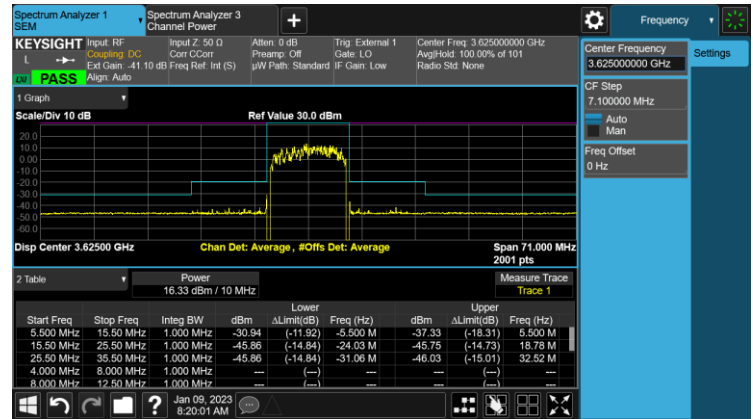 Spectrum Analyzer 1
SEM
Spectrum Analyzer 3
Channel Power
Frequency
KEYSIGHT
L
LXI
PASS
Input: RF
Coupling: DC
Ext Gain: -41.10 dB
Align: Auto
Input Z: 50 Ω
Corr CCorr
Freq Ref: Int (S)
Atten: 0 dB
Preamp: Off
µW Path: Standard
Trig: External 1
Gate: LO
IF Gain: Low
Center Freq: 3.625000000 GHz
Avg|Hold: 100.00% of 101
Radio Std: None
Center Frequency
3.625000000 GHz
Settings
CF Step
7.100000 MHz
Auto
Man
Freq Offset
0 Hz
1 Graph
Scale/Div 10 dB
Ref Value 30.0 dBm
20.0
10.0
0.00
-10.0
-20.0
-30.0
-40.0
-50.0
-60.0
Disp Center 3.62500 GHz
Chan Det: Average, #Offs Det: Average
Span 71.000 MHz
2001 pts
2 Table
Power
16.33 dBm / 10 MHz
Measure Trace
Trace 1
Lower Upper
Start Freq Stop Freq Integ BW dBm ΔLimit(dB) Freq (Hz) dBm ΔLimit(dB) Freq (Hz)
5.500 MHz 15.50 MHz 1.000 MHz -30.94 (-11.92) -5.500 M -37.33 (-18.31) 5.500 M
15.50 MHz 25.50 MHz 1.000 MHz -45.86 (-14.84) -24.03 M -45.75 (-14.73) 18.78 M
25.50 MHz 35.50 MHz 1.000 MHz -45.86 (-14.84) -31.06 M -46.03 (-15.01) 32.52 M
4.000 MHz 8.000 MHz 1.000 MHz --- (---) --- --- (---) ---
8.000 MHz 12.50 MHz 1.000 MHz --- (---) --- --- (---) ---
?
Jan 09, 2023
8:20:01 AM